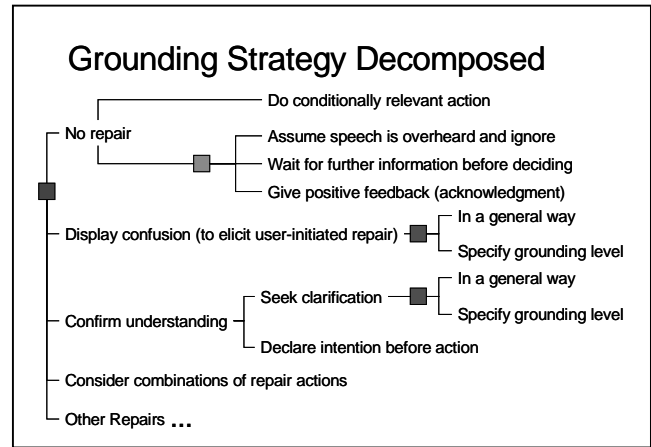 Grounding Strategy Decomposed
Do conditionally relevant action
No repair
Assume speech is overheard and ignore
Wait for further information before deciding
Give positive feedback (acknowledgment)
In a general way
Display confusion (to elicit user-initiated repair)
Specify grounding level
In a general way
Seek clarification
Specify grounding level
Confirm understanding
Declare intention before action
Consider combinations of repair actions
Other Repairs ...